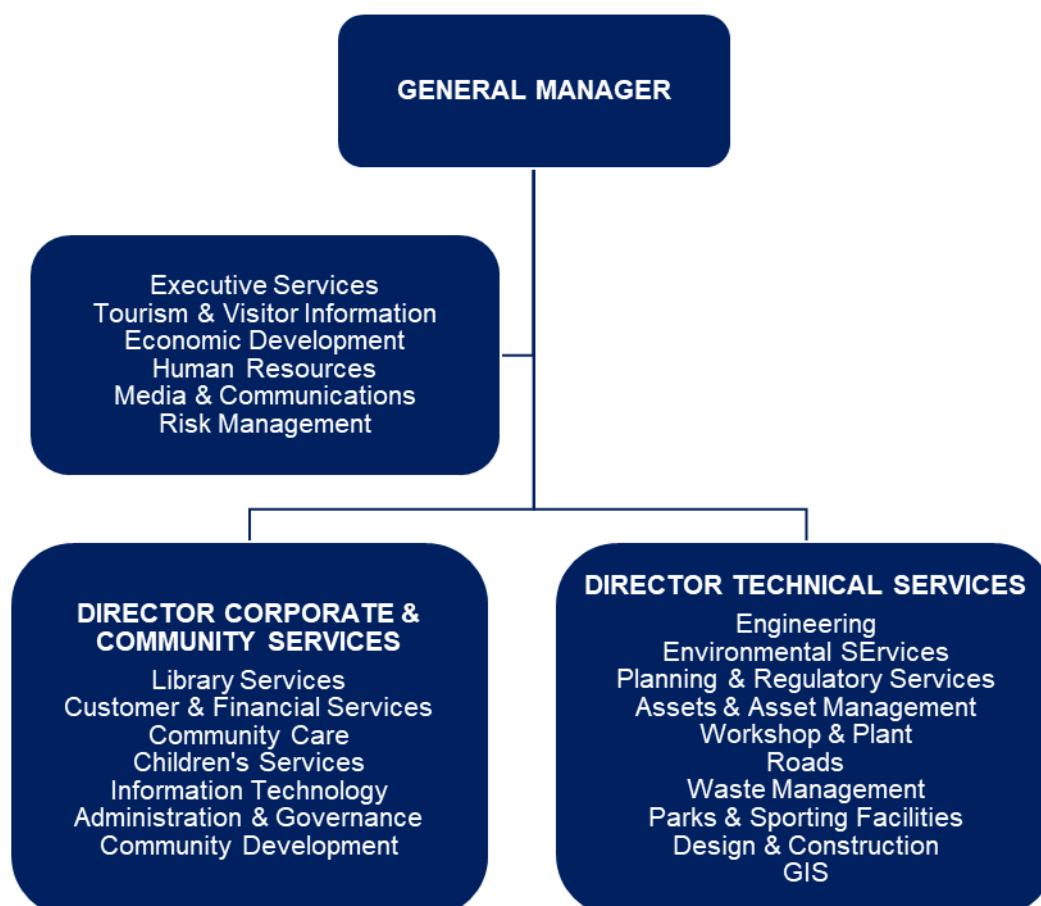 GENERAL MANAGER
Executive Services
Tourism & Visitor Information
Economic Development
Human Resources
Media & Communications
Risk Management
DIRECTOR CORPORATE &
COMMUNITY SERVICES
Library Services
Customer & Financial Services
Community Care
Children's Services
Information Technology
Administration & Governance
Community Development
DIRECTOR TECHNICAL SERVICES
Engineering
Environmental SErvices
Planning & Regulatory Services
Assets & Asset Management
Workshop & Plant
Roads
Waste Management
Parks & Sporting Facilities
Design & Construction
GIS